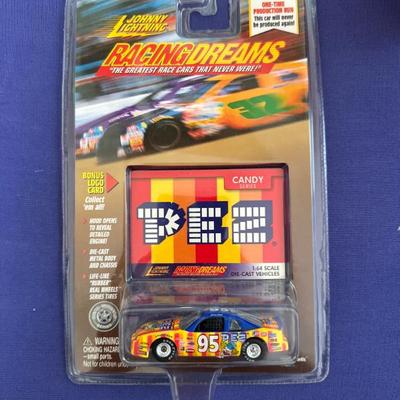 ONE-TIME
PRODUCTION RUN
This car will never
be produced again!
JOHNNY
LIGHTNING
RACING DREAMS
"THE GREATEST RACE CARS THAT NEVER WERE!"
32
BONUS
LOGO
CARD
Collect
'em all!
• HOOD OPENS
TO REVEAL
DETAILED
ENGINE!
• DIE-CAST
METAL BODY
AND CHASSIS
• LIFE-LIKE
"RUBBER
REAL WHEELS"
SERIES TIRES
CANDY
SERIES
PEZ
JOHNNY
LIGHTNING
RACING DREAMS
1:64 SCALE
DIE-CAST VEHICLES
WARNING:
CHOKING HAZARD
—small parts.
Not for children under
95
PEZ